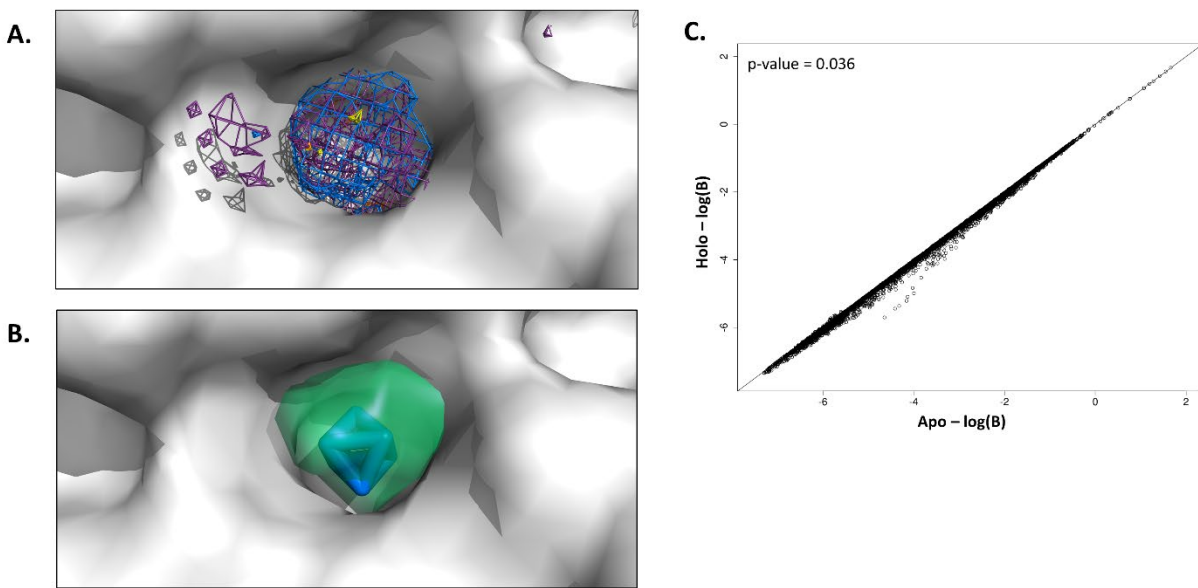 A.
B.
C.
p-value = 0.036
2
0
-2
-4
-6
Holo – log(B)
-6
-4
-2
0
2
Apo – log(B)